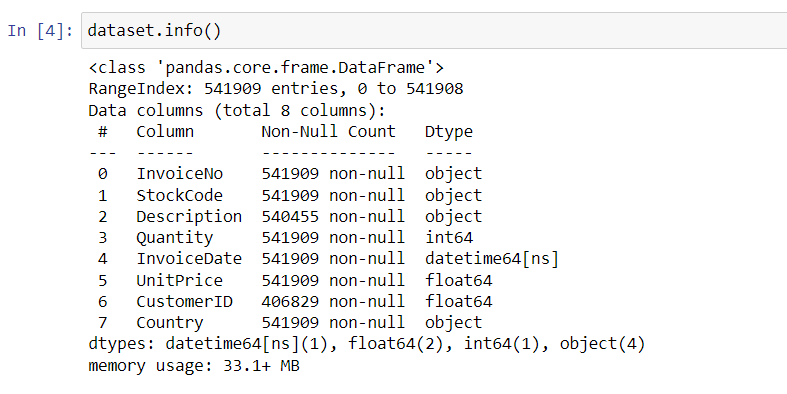 In [4]: dataset.info()
<class 'pandas.core.frame.DataFrame'>
RangeIndex: 541909 entries, 0 to 541908
Data columns (total 8 columns):
 #   Column       Non-Null Count   Dtype
---  ------       --------------   -----
 0   InvoiceNo    541909 non-null  object
 1   StockCode    541909 non-null  object
 2   Description  540455 non-null  object
 3   Quantity     541909 non-null  int64
 4   InvoiceDate  541909 non-null  datetime64[ns]
 5   UnitPrice    541909 non-null  float64
 6   CustomerID   406829 non-null  float64
 7   Country      541909 non-null  object
dtypes: datetime64[ns](1), float64(2), int64(1), object(4)
memory usage: 33.1+ MB